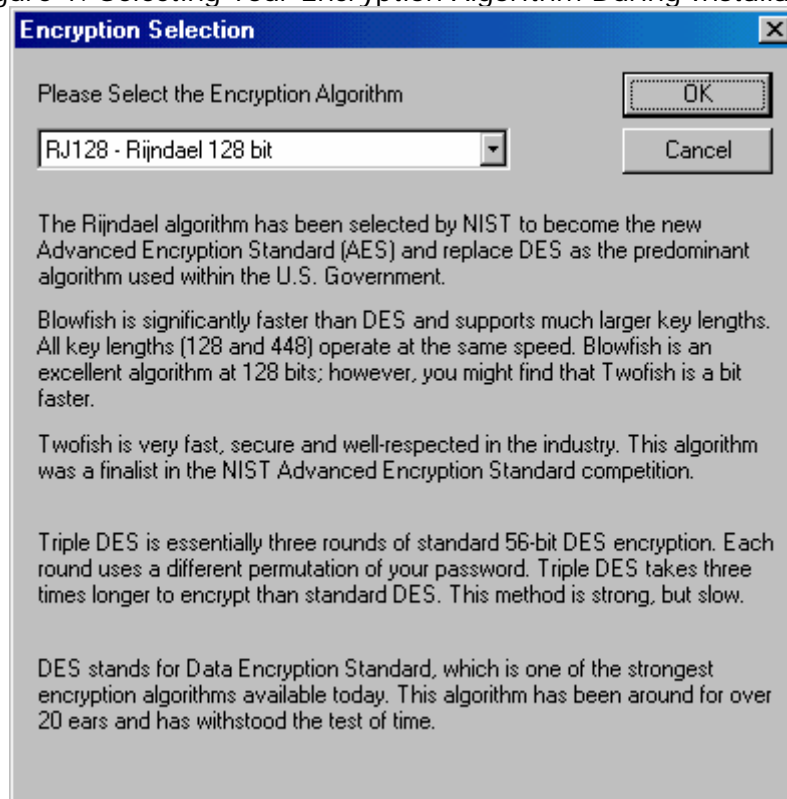 Selecting Your Encryption Algorithm During
Encryption Selection
Please Select the Encryption Algorithm
OK
RJ128 - Rijndael 128 bit
Cancel
The Rijndael algorithm has been selected by NIST to become the new
Advanced Encryption Standard (AES) and replace DES as the predominant
algorithm used within the U.S. Government.
Blowfish is significantly faster than DES and supports much larger key lengths.
All key lengths (128 and 448) operate at the same speed. Blowfish is an
excellent algorithm at 128 bits; however, you might find that Twofish is a bit
faster.
Twofish is very fast, secure and well-respected in the industry. This algorithm
was a finalist in the NIST Advanced Encryption Standard competition.
Triple DES is essentially three rounds of standard 56-bit DES encryption. Each
round uses a different permutation of your password. Triple DES takes three
times longer to encrypt than standard DES. This method is strong, but slow.
DES stands for Data Encryption Standard, which is one of the strongest
encryption algorithms available today. This algorithm has been around for over
20 ears and has withstood the test of time.